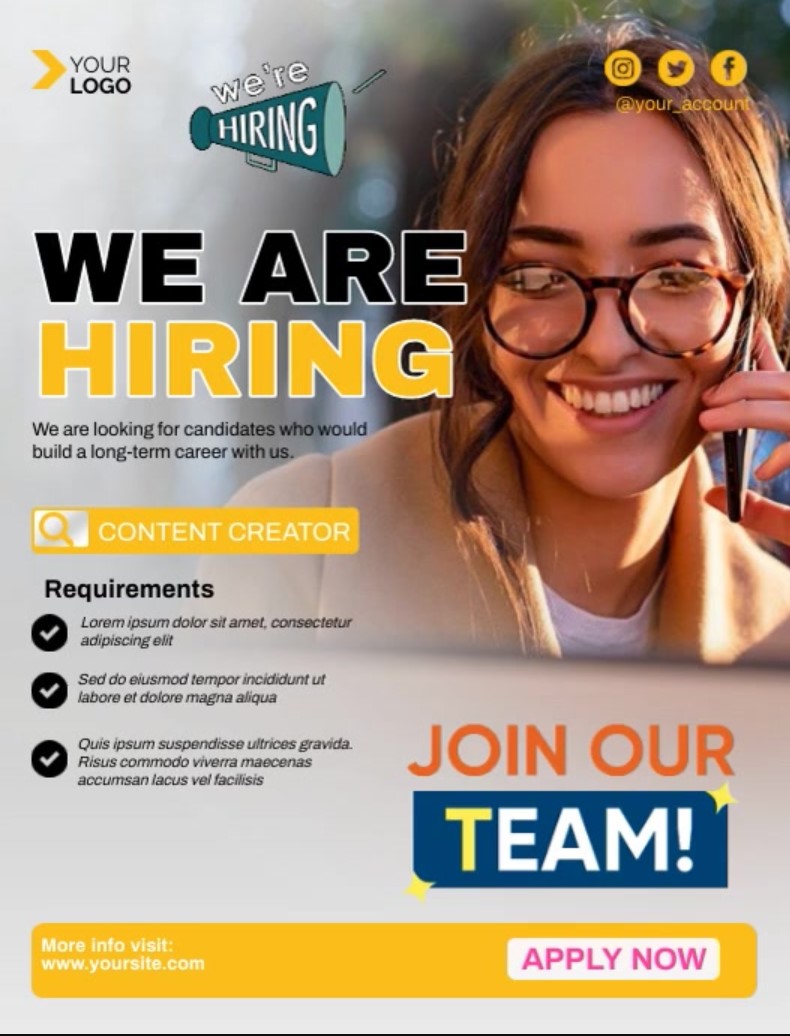 YOUR
LOGO
we're
HIRING
@your_account
WE ARE
HIRING
We are looking for candidates who would
build a long-term career with us.
CONTENT CREATOR
Requirements
Lorem ipsum dolor sit amet, consectetur
adipiscing elit
Sed do eiusmod tempor incididunt ut
labore et dolore magna aliqua
Quis ipsum suspendisse ultrices gravida.
Risus commodo viverra maecenas
accumsan lacus vel facilisis
JOIN OUR
TEAM!
More info visit:
www.yoursite.com
APPLY NOW